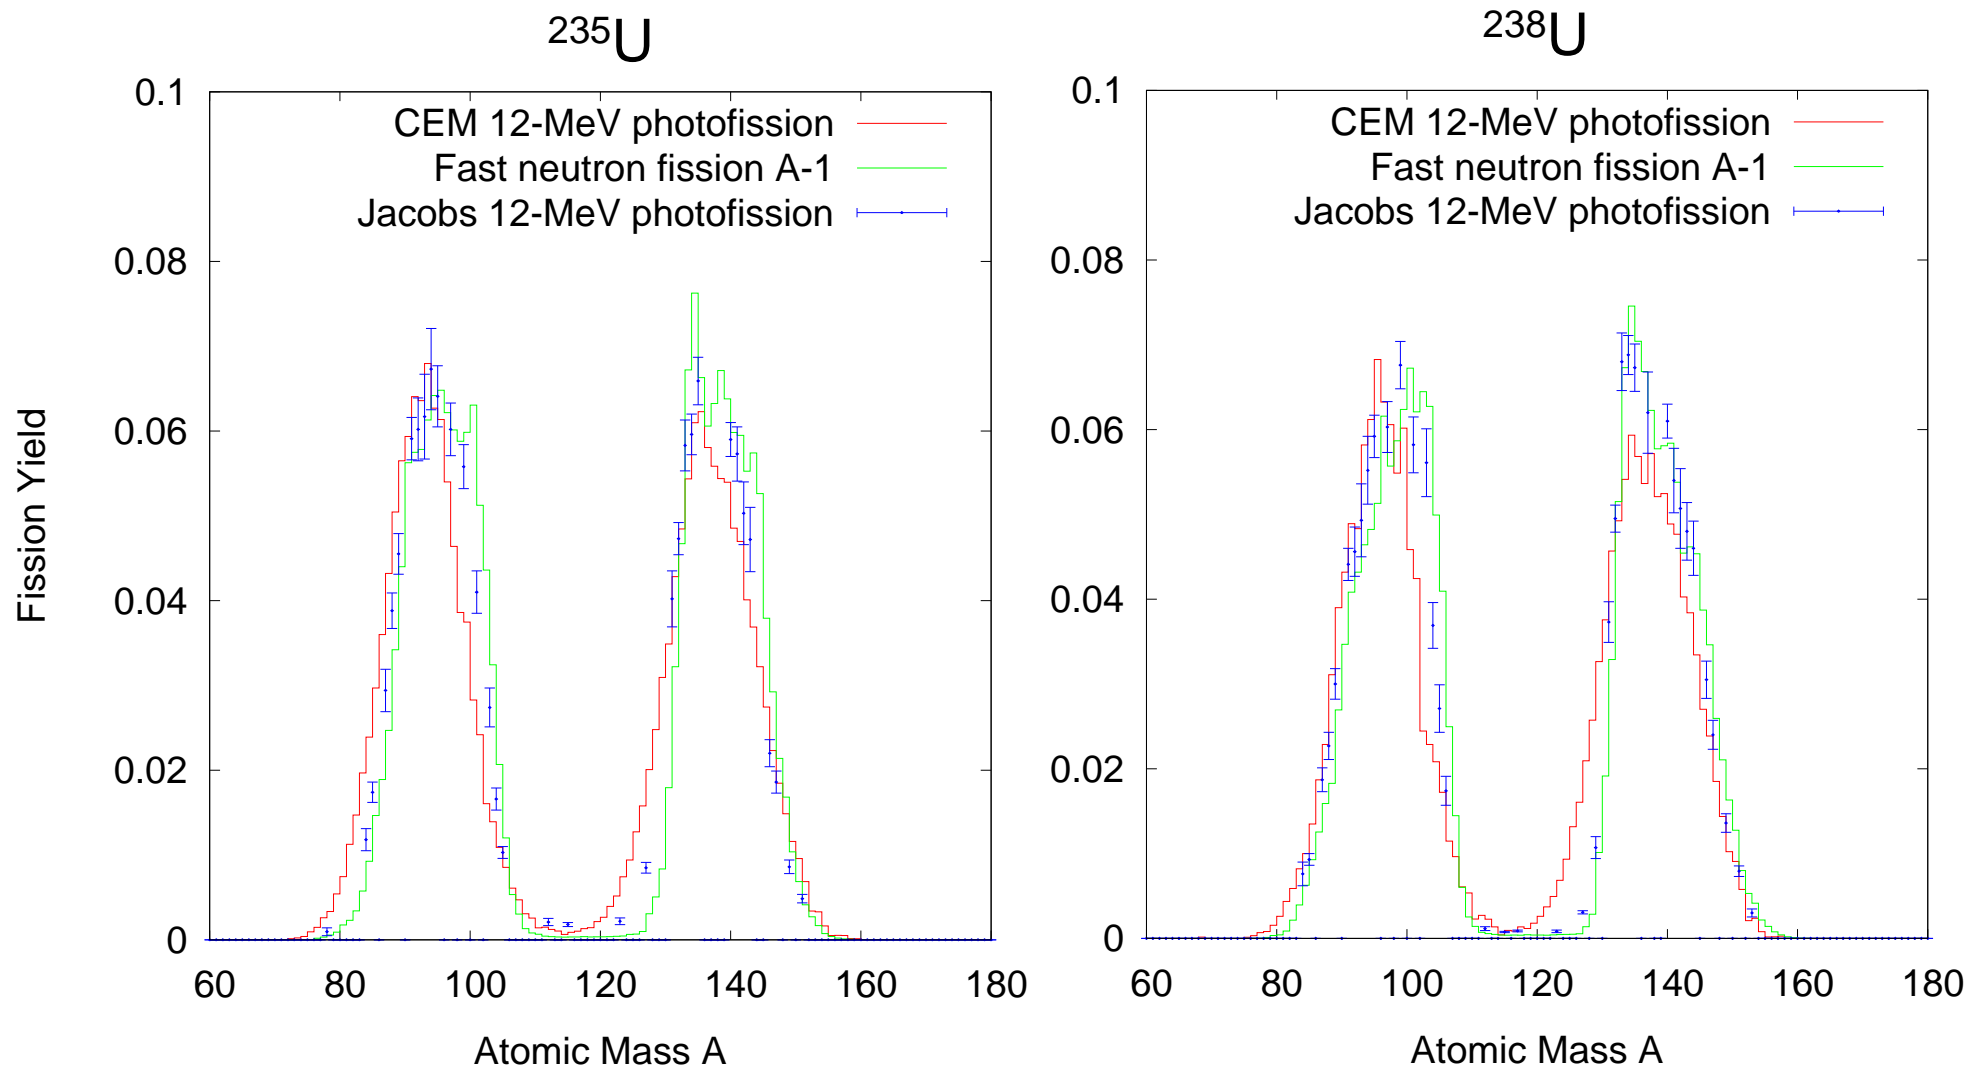 ²³⁵U
CEM 12-MeV photofission
Fast neutron fission A-1
Jacobs 12-MeV photofission
Fission Yield
0.1
0.08
0.06
0.04
0.02
0
60 80 100 120 140 160 180
Atomic Mass A
²³⁸U
CEM 12-MeV photofission
Fast neutron fission A-1
Jacobs 12-MeV photofission
0.1
0.08
0.06
0.04
0.02
0
60 80 100 120 140 160 180
Atomic Mass A